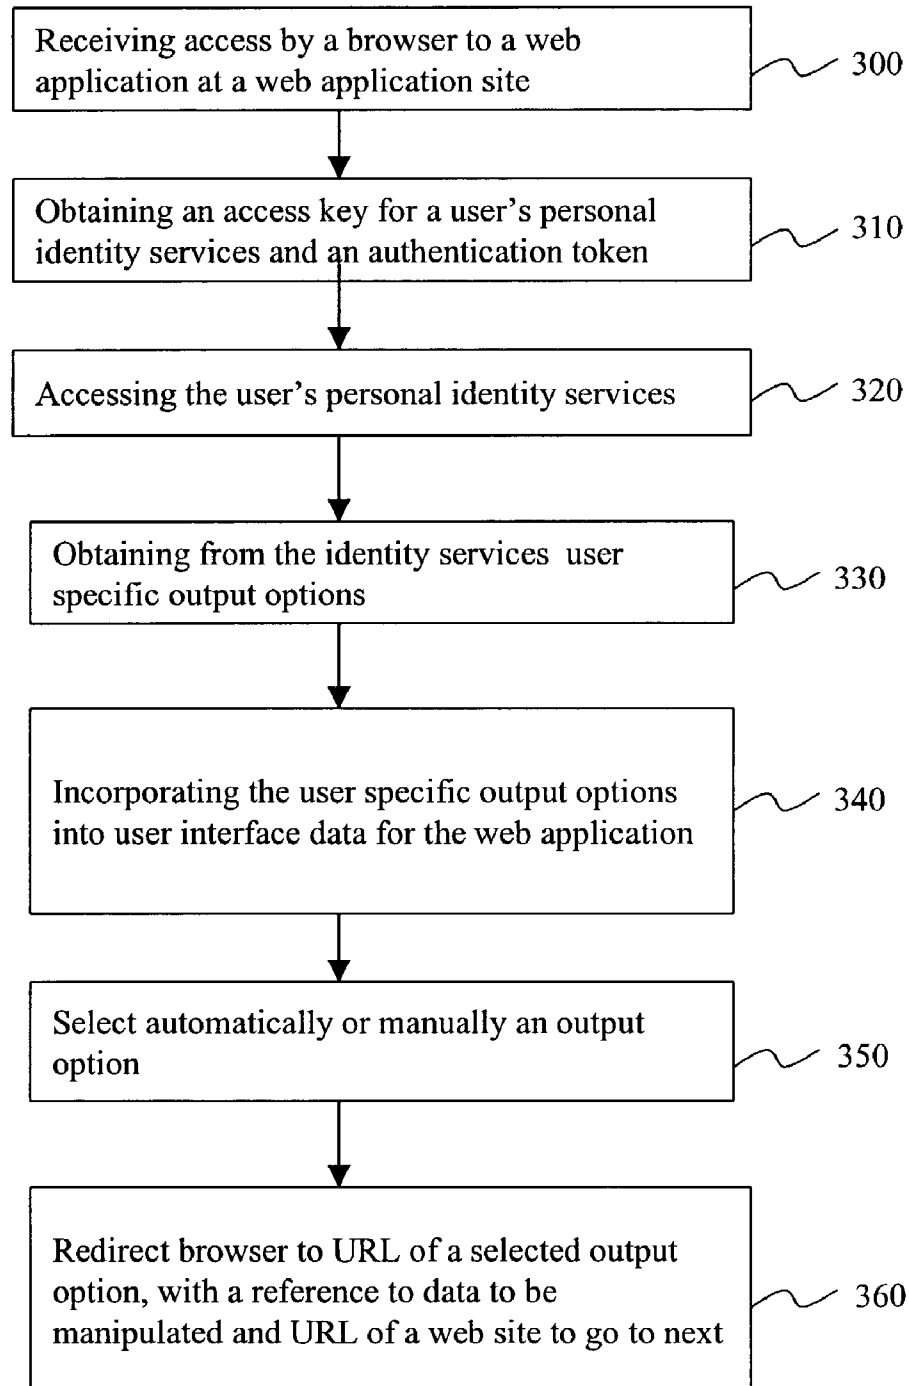 Receiving access by a browser to a web
application at a web application site
300
Obtaining an access key for a user's personal
identity services and an authentication token
310
Accessing the user's personal identity services
320
Obtaining from the identity services user
specific output options
330
Incorporating the user specific output options
into user interface data for the web application
340
Select automatically or manually an output
option
350
Redirect browser to URL of a selected output
option, with a reference to data to be
manipulated and URL of a web site to go to next
360